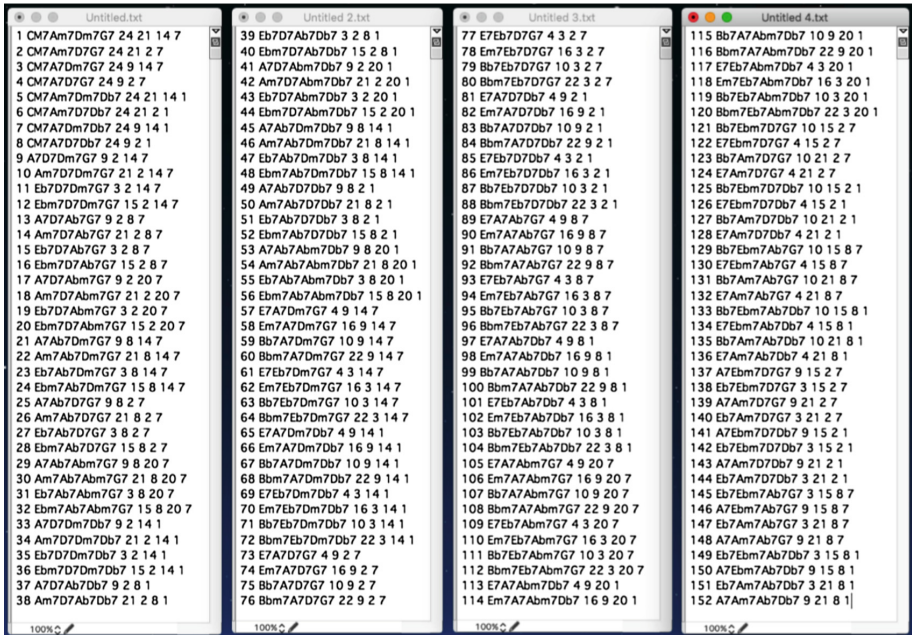 Untitled.txt
1 CM7Am7Dm7G7 24 21 14 7
2 CM7Am7D7G7 24 21 2 7
3 CM7A7Dm7G7 24 9 14 7
4 CM7A7D7G7 24 9 2 7
5 CM7Am7Dm7Db7 24 21 14 1
6 CM7Am7D7Db7 24 21 2 1
7 CM7A7Dm7Db7 24 9 14 1
8 CM7A7D7Db7 24 9 2 1
9 A7D7Dm7G7 9 2 14 7
10 Am7D7Dm7G7 21 2 14 7
11 Eb7D7Dm7G7 3 2 14 7
12 Ebm7D7Dm7G7 15 2 14 7
13 A7D7Ab7G7 9 2 8 7
14 Am7D7Ab7G7 21 2 8 7
15 Eb7D7Ab7G7 3 2 8 7
16 Ebm7D7Ab7G7 15 2 8 7
17 A7D7Abm7G7 9 2 20 7
18 Am7D7Abm7G7 21 2 20 7
19 Eb7D7Abm7G7 3 2 20 7
20 Ebm7D7Abm7G7 15 2 20 7
21 A7Ab7Dm7G7 9 8 14 7
22 Am7Ab7Dm7G7 21 8 14 7
23 Eb7Ab7Dm7G7 3 8 14 7
24 Ebm7Ab7Dm7G7 15 8 14 7
25 A7Ab7D7G7 9 8 2 7
26 Am7Ab7D7G7 21 8 2 7
27 Eb7Ab7D7G7 3 8 2 7
28 Ebm7Ab7D7G7 15 8 2 7
29 A7Ab7Abm7G7 9 8 20 7
30 Am7Ab7Abm7G7 21 8 20 7
31 Eb7Ab7Abm7G7 3 8 20 7
32 Ebm7Ab7Abm7G7 15 8 20 7
33 A7D7Dm7Db7 9 2 14 1
34 Am7D7Dm7Db7 21 2 14 1
35 Eb7D7Dm7Db7 3 2 14 1
36 Ebm7D7Dm7Db7 15 2 14 1
37 A7D7Ab7Db7 9 2 8 1
38 Am7D7Ab7Db7 21 2 8 1
100%
Untitled 2.txt
39 Eb7D7Ab7Db7 3 2 8 1
40 Ebm7D7Ab7Db7 15 2 8 1
41 A7D7Abm7Db7 9 2 20 1
42 Am7D7Abm7Db7 21 2 20 1
43 Eb7D7Abm7Db7 3 2 20 1
44 Ebm7D7Abm7Db7 15 2 20 1
45 A7Ab7Dm7Db7 9 8 14 1
46 Am7Ab7Dm7Db7 21 8 14 1
47 Eb7Ab7Dm7Db7 3 8 14 1
48 Ebm7Ab7Dm7Db7 15 8 14 1
49 A7Ab7D7Db7 9 8 2 1
50 Am7Ab7D7Db7 21 8 2 1
51 Eb7Ab7D7Db7 3 8 2 1
52 Ebm7Ab7D7Db7 15 8 2 1
53 A7Ab7Abm7Db7 9 8 20 1
54 Am7Ab7Abm7Db7 21 8 20 1
55 Eb7Ab7Abm7Db7 3 8 20 1
56 Ebm7Ab7Abm7Db7 15 8 20 1
57 E7A7Dm7G7 4 9 14 7
58 Em7A7Dm7G7 16 9 14 7
59 Bb7A7Dm7G7 10 9 14 7
60 Bbm7A7Dm7G7 22 9 14 7
61 E7Eb7Dm7G7 4 3 14 7
62 Em7Eb7Dm7G7 16 3 14 7
63 Bb7Eb7Dm7G7 10 3 14 7
64 Bbm7Eb7Dm7G7 22 3 14 7
65 E7A7Dm7Db7 4 9 14 1
66 Em7A7Dm7Db7 16 9 14 1
67 Bb7A7Dm7Db7 10 9 14 1
68 Bbm7A7Dm7Db7 22 9 14 1
69 E7Eb7Dm7Db7 4 3 14 1
70 Em7Eb7Dm7Db7 16 3 14 1
71 Bb7Eb7Dm7Db7 10 3 14 1
72 Bbm7Eb7Dm7Db7 22 3 14 1
73 E7A7D7G7 4 9 2 7
74 Em7A7D7G7 16 9 2 7
75 Bb7A7D7G7 10 9 2 7
76 Bbm7A7D7G7 22 9 2 7
100%
Untitled 3.txt
77 E7Eb7D7G7 4 3 2 7
78 Em7Eb7D7G7 16 3 2 7
79 Bb7Eb7D7G7 10 3 2 7
80 Bbm7Eb7D7G7 22 3 2 7
81 E7A7D7Db7 4 9 2 1
82 Em7A7D7Db7 16 9 2 1
83 Bb7A7D7Db7 10 9 2 1
84 Bbm7A7D7Db7 22 9 2 1
85 E7Eb7D7Db7 4 3 2 1
86 Em7Eb7D7Db7 16 3 2 1
87 Bb7Eb7D7Db7 10 3 2 1
88 Bbm7Eb7D7Db7 22 3 2 1
89 E7A7Ab7G7 4 9 8 7
90 Em7A7Ab7G7 16 9 8 7
91 Bb7A7Ab7G7 10 9 8 7
92 Bbm7A7Ab7G7 22 9 8 7
93 E7Eb7Ab7G7 4 3 8 7
94 Em7Eb7Ab7G7 16 3 8 7
95 Bb7Eb7Ab7G7 10 3 8 7
96 Bbm7Eb7Ab7G7 22 3 8 7
97 E7A7Ab7Db7 4 9 8 1
98 Em7A7Ab7Db7 16 9 8 1
99 Bb7A7Ab7Db7 10 9 8 1
100 Bbm7A7Ab7Db7 22 9 8 1
101 E7Eb7Ab7Db7 4 3 8 1
102 Em7Eb7Ab7Db7 16 3 8 1
103 Bb7Eb7Ab7Db7 10 3 8 1
104 Bbm7Eb7Ab7Db7 22 3 8 1
105 E7A7Abm7G7 4 9 20 7
106 Em7A7Abm7G7 16 9 20 7
107 Bb7A7Abm7G7 10 9 20 7
108 Bbm7A7Abm7G7 22 9 20 7
109 E7Eb7Abm7G7 4 3 20 7
110 Em7Eb7Abm7G7 16 3 20 7
111 Bb7Eb7Abm7G7 10 3 20 7
112 Bbm7Eb7Abm7G7 22 3 20 7
113 E7A7Abm7Db7 4 9 20 1
114 Em7A7Abm7Db7 16 9 20 1
100%
Untitled 4.txt
115 Bb7A7Abm7Db7 10 9 20 1
116 Bbm7A7Abm7Db7 22 9 20 1
117 E7Eb7Abm7Db7 4 3 20 1
118 Em7Eb7Abm7Db7 16 3 20 1
119 Bb7Eb7Abm7Db7 10 3 20 1
120 Bbm7Eb7Abm7Db7 22 3 20 1
121 Bb7Ebm7D7G7 10 15 2 7
122 E7Ebm7D7G7 4 15 2 7
123 Bb7Am7D7G7 10 21 2 7
124 E7Am7D7G7 4 21 2 7
125 Bb7Ebm7D7Db7 10 15 2 1
126 E7Ebm7D7Db7 4 15 2 1
127 Bb7Am7D7Db7 10 21 2 1
128 E7Am7D7Db7 4 21 2 1
129 Bb7Ebm7Ab7G7 10 15 8 7
130 E7Ebm7Ab7G7 4 15 8 7
131 Bb7Am7Ab7G7 10 21 8 7
132 E7Am7Ab7G7 4 21 8 7
133 Bb7Ebm7Ab7Db7 10 15 8 1
134 E7Ebm7Ab7Db7 4 15 8 1
135 Bb7Am7Ab7Db7 10 21 8 1
136 E7Am7Ab7Db7 4 21 8 1
137 A7Ebm7D7G7 9 15 2 7
138 Eb7Ebm7D7G7 3 15 2 7
139 A7Am7D7G7 9 21 2 7
140 Eb7Am7D7G7 3 21 2 7
141 A7Ebm7D7Db7 9 15 2 1
142 Eb7Ebm7D7Db7 3 15 2 1
143 A7Am7D7Db7 9 21 2 1
144 Eb7Am7D7Db7 3 21 2 1
145 Eb7Ebm7Ab7G7 3 15 8 7
146 A7Ebm7Ab7G7 9 15 8 7
147 Eb7Am7Ab7G7 3 21 8 7
148 A7Am7Ab7G7 9 21 8 7
149 Eb7Ebm7Ab7Db7 3 15 8 1
150 A7Ebm7Ab7Db7 9 15 8 1
151 Eb7Am7Ab7Db7 3 21 8 1
152 A7Am7Ab7Db7 9 21 8 1
100%